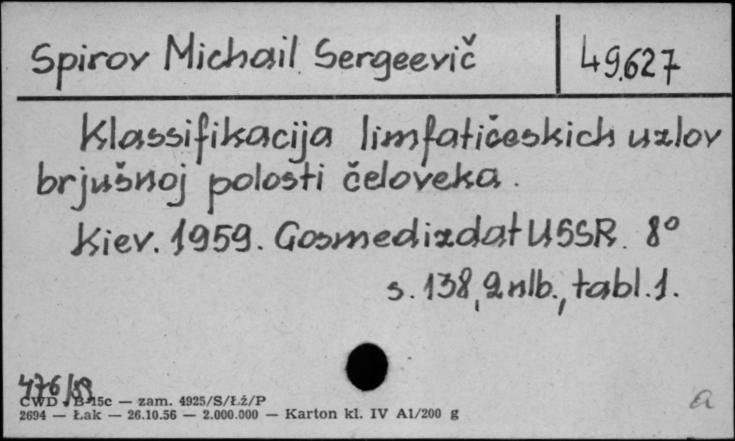 Spirov Michail Sergeevič 49.627
Klassifikacija limfatičeskich uzlov
brjušnoj polosti čeloveka.
Kiev. 1959. Gosmedizdat USSR. 8°
s. 138, 2 nlb., tabl. 1.
476/59
CWD . B-15c — zam. 4925/S/Łż/P
2694 — Łak — 26.10.56 — 2.000.000 — Karton kl. IV A1/200 g
a